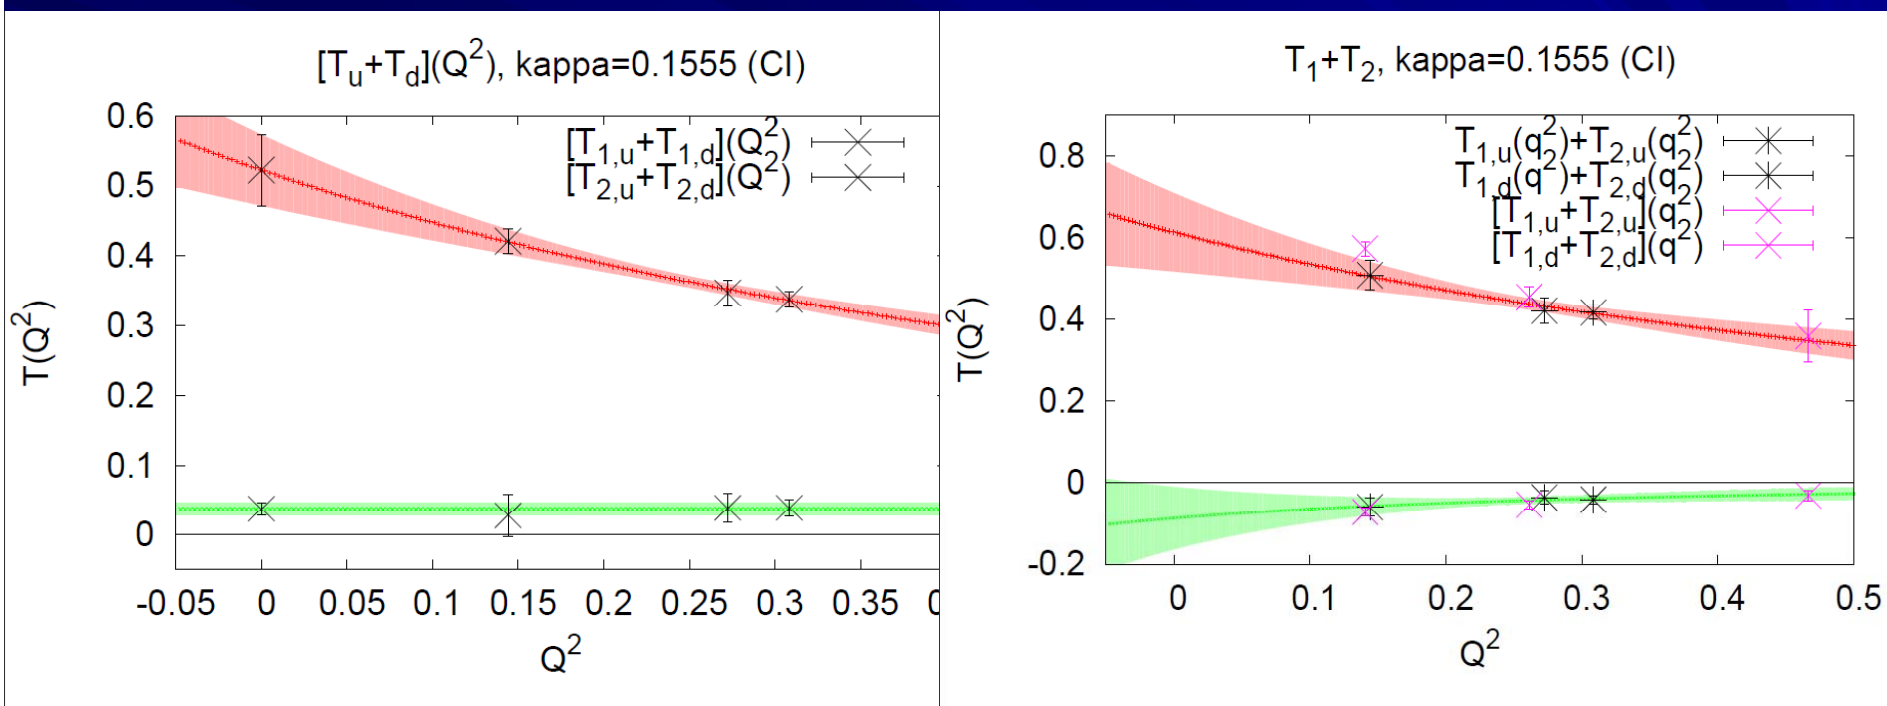 [T_u+T_d](Q^2), kappa=0.1555 (CI)
[T_1,u+T_1,d](Q^2)
[T_2,u+T_2,d](Q^2)
0.6
0.5
0.4
0.3
0.2
0.1
0
T(Q^2)
-0.05 0 0.05 0.1 0.15 0.2 0.25 0.3 0.35
Q^2
T_1+T_2, kappa=0.1555 (CI)
T_1,u(q^2)+T_2,u(q^2)
T_1,d(q^2)+T_2,d(q^2)
[T_1,u+T_2,u](q^2)
[T_1,d+T_2,d](q^2)
0.8
0.6
0.4
0.2
0
-0.2
T(Q^2)
0 0.1 0.2 0.3 0.4 0.5
Q^2